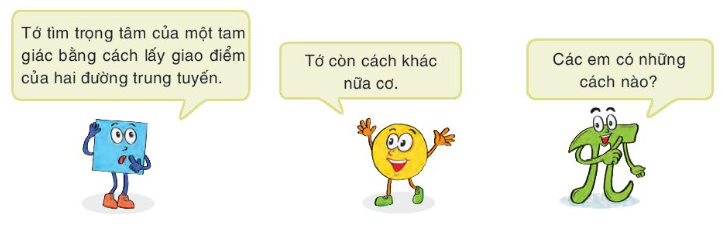 Tớ tìm trọng tâm của một tam
giác bằng cách lấy giao điểm
của hai đường trung tuyến.
Tớ còn cách khác
nữa cơ.
Các em có những
cách nào?